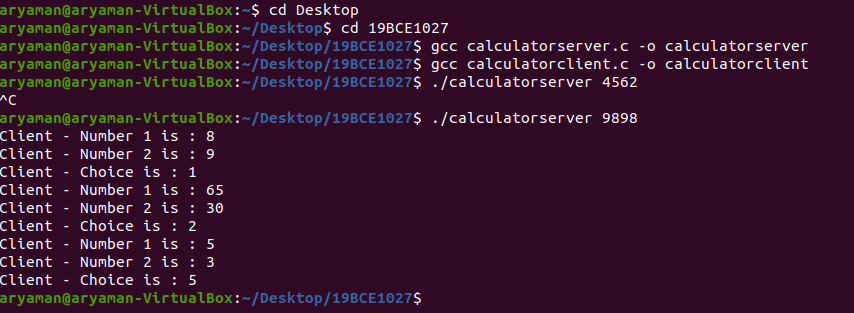 aryaman@aryaman-VirtualBox:~$ cd Desktop
aryaman@aryaman-VirtualBox:~/Desktop$ cd 19BCE1027
aryaman@aryaman-VirtualBox:~/Desktop/19BCE1027$ gcc calculatorserver.c -o calculatorserver
aryaman@aryaman-VirtualBox:~/Desktop/19BCE1027$ gcc calculatorclient.c -o calculatorclient
aryaman@aryaman-VirtualBox:~/Desktop/19BCE1027$ ./calculatorserver 4562
^C
aryaman@aryaman-VirtualBox:~/Desktop/19BCE1027$ ./calculatorserver 9898
Client - Number 1 is : 8
Client - Number 2 is : 9
Client - Choice is : 1
Client - Number 1 is : 65
Client - Number 2 is : 30
Client - Choice is : 2
Client - Number 1 is : 5
Client - Number 2 is : 3
Client - Choice is : 5
aryaman@aryaman-VirtualBox:~/Desktop/19BCE1027$